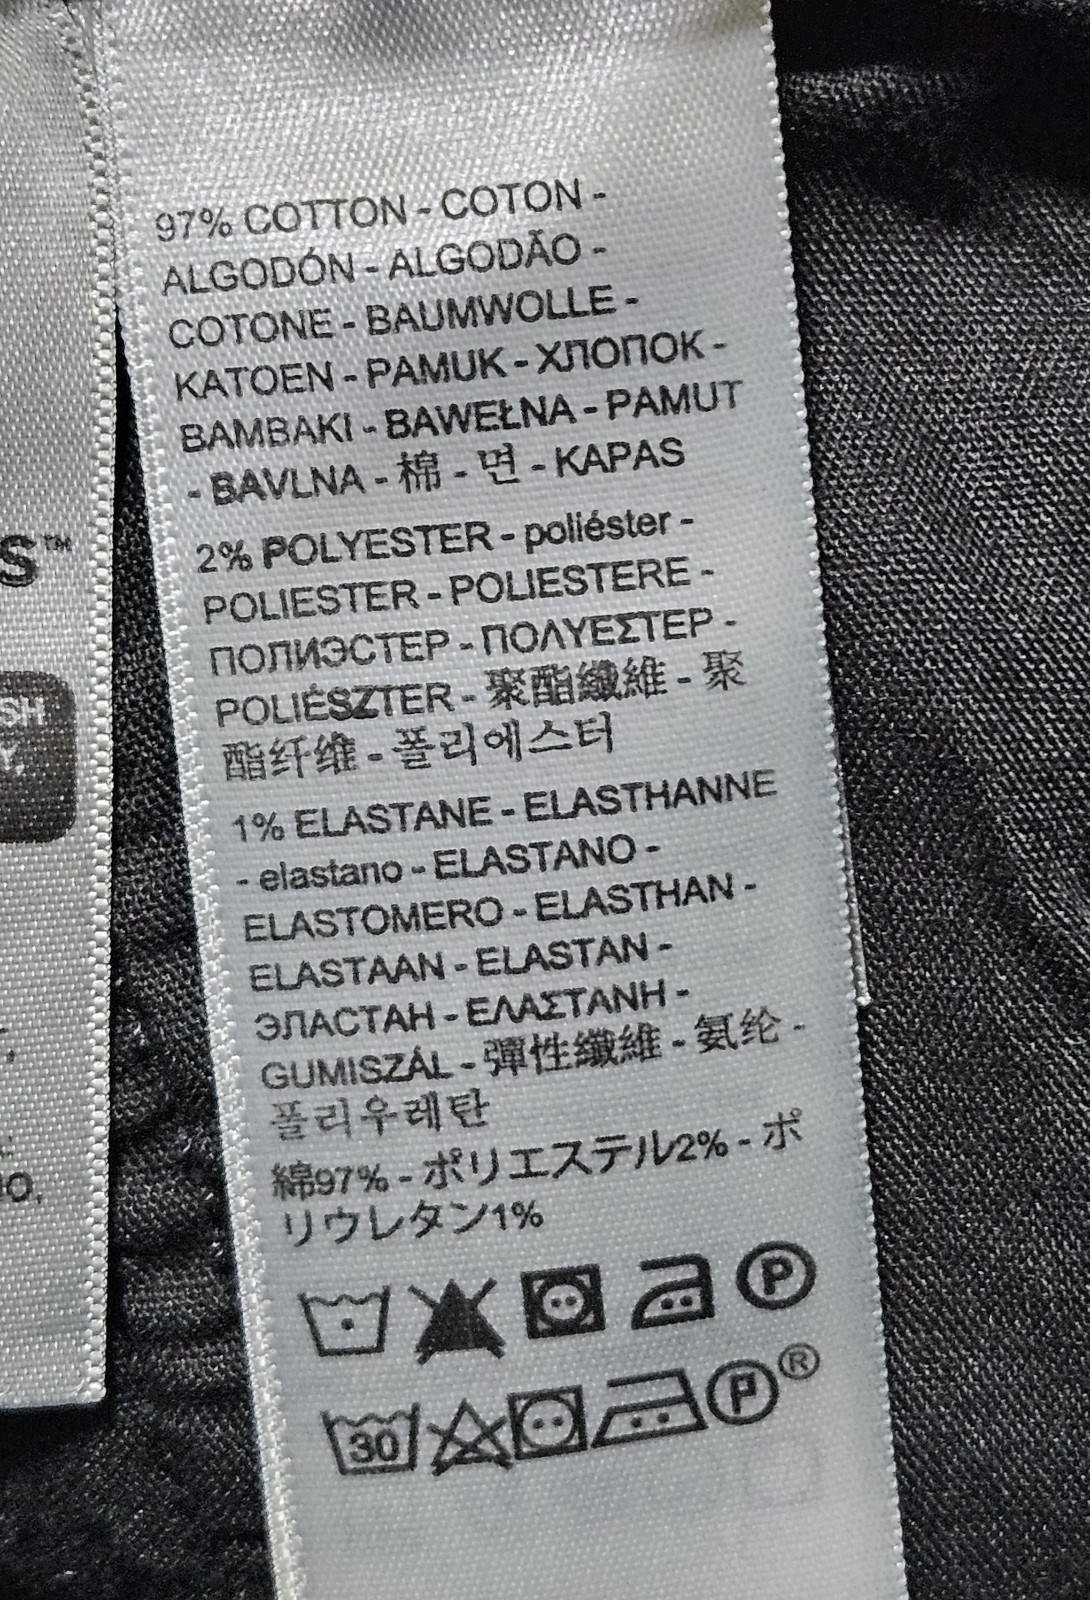 97% COTTON - COTON -
ALGODÓN - ALGODÃO -
COTONE - BAUMWOLLE -
KATOEN - PAMUK - ХЛОПОК -
BAMBAKI - BAWEŁNA - PAMUT
- BAVLNA - 棉 - 면 - KAPAS
2% POLYESTER - poliéster -
POLIESTER - POLIESTERE -
ПОЛИЭСТЕР - ΠΟΛΥΕΣΤΕΡ -
POLIÉSZTER - 聚酯纖維 - 聚
酯纤维 - 폴리에스터
1% ELASTANE - ELASTHANNE
- elastano - ELASTANO -
ELASTOMERO - ELASTHAN -
ELASTAAN - ELASTAN -
ЭЛАСТАН - ΕΛΑΣΤΑΝΗ -
GUMISZÁL - 彈性纖維 - 氨纶 -
폴리우레탄
綿97% - ポリエステル2% - ポ
リウレタン1%
P
30 P ®
S™